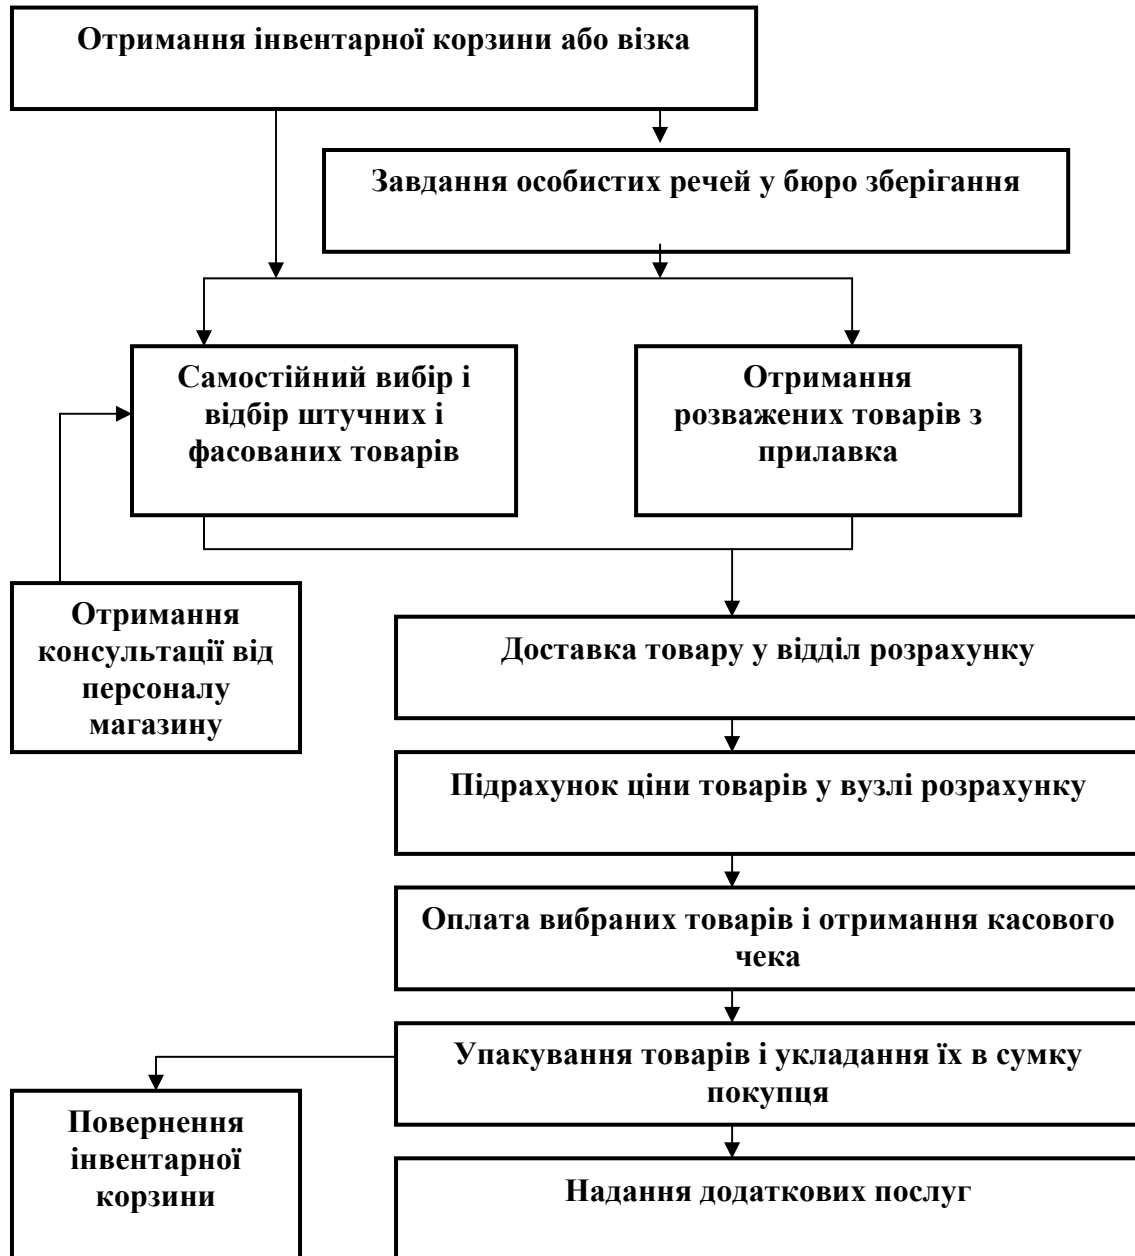 Отримання інвентарної корзини або візка
Завдання особистих речей у бюро зберігання
Самостійний вибір і
відбір штучних і
фасованих товарів
Отримання
розважених товарів з
прилавка
Отримання
консультації від
персоналу
магазину
Доставка товару у відділ розрахунку
Підрахунок ціни товарів у вузлі розрахунку
Оплата вибраних товарів і отримання касового
чека
Упакування товарів і укладання їх в сумку
покупця
Повернення
інвентарної
корзини
Надання додаткових послуг